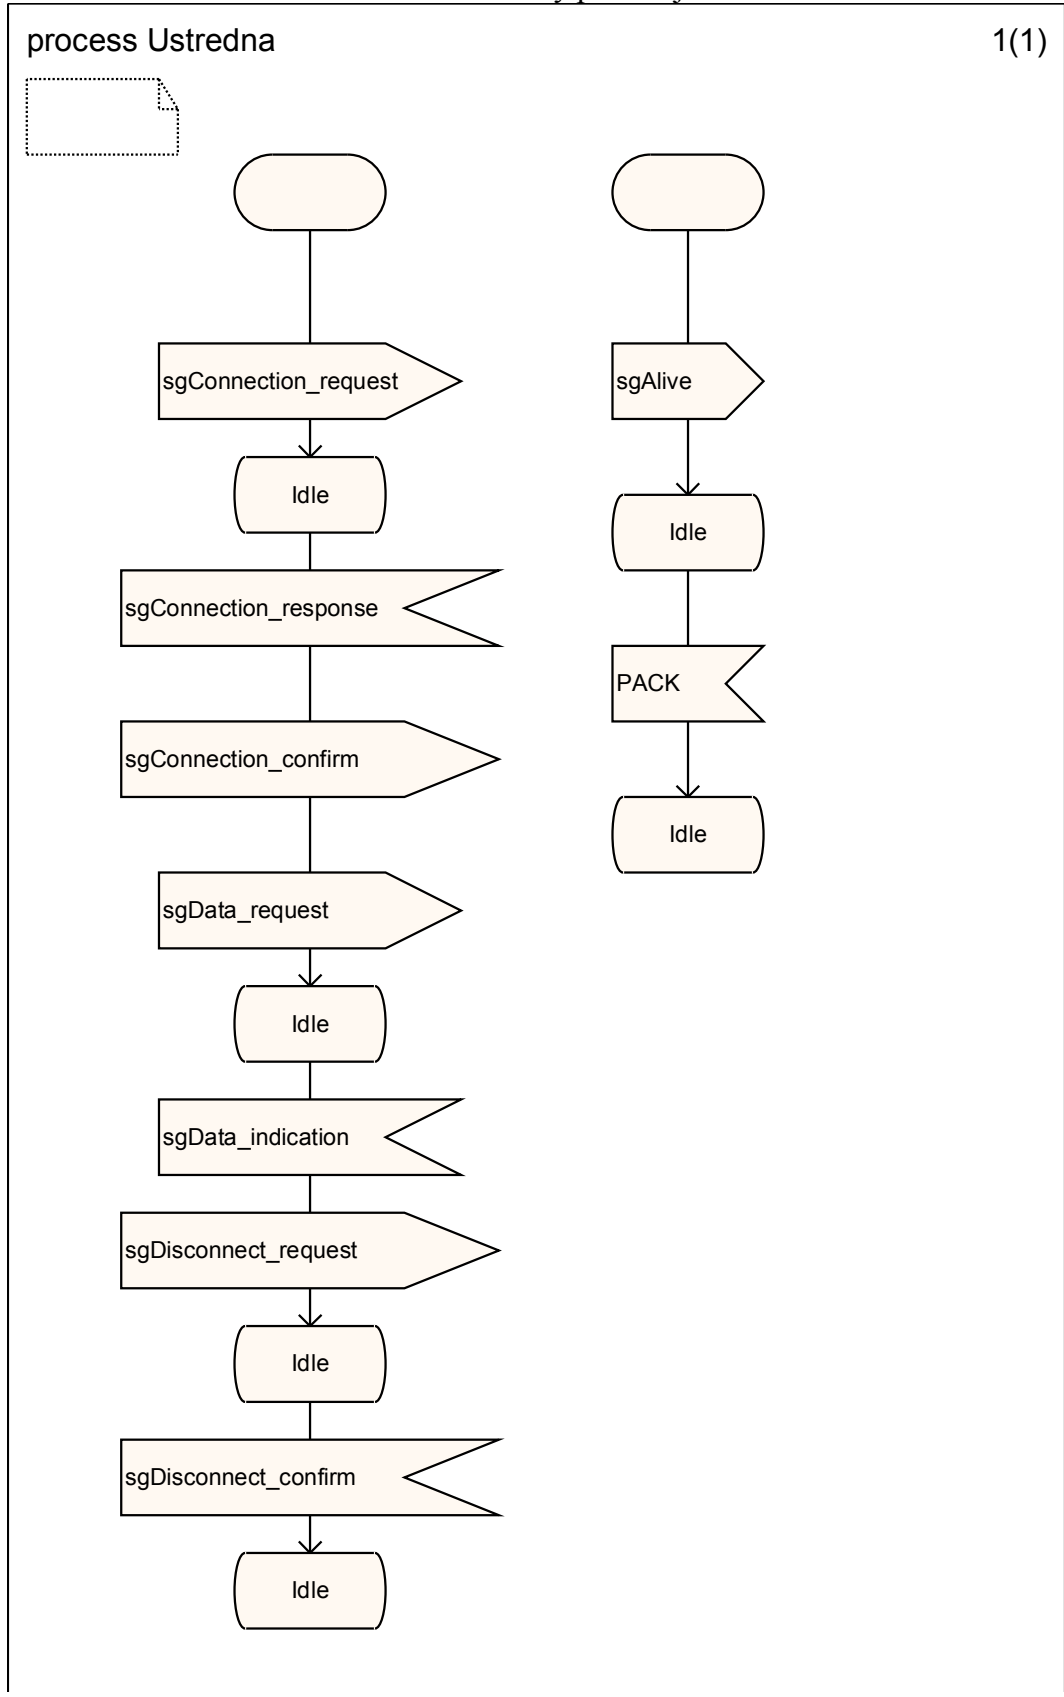 process Ustredna
1(1)
sgConnection_request
Idle
sgConnection_response
sgConnection_confirm
sgData_request
Idle
sgData_indication
sgDisconnect_request
Idle
sgDisconnect_confirm
Idle
sgAlive
Idle
PACK
Idle